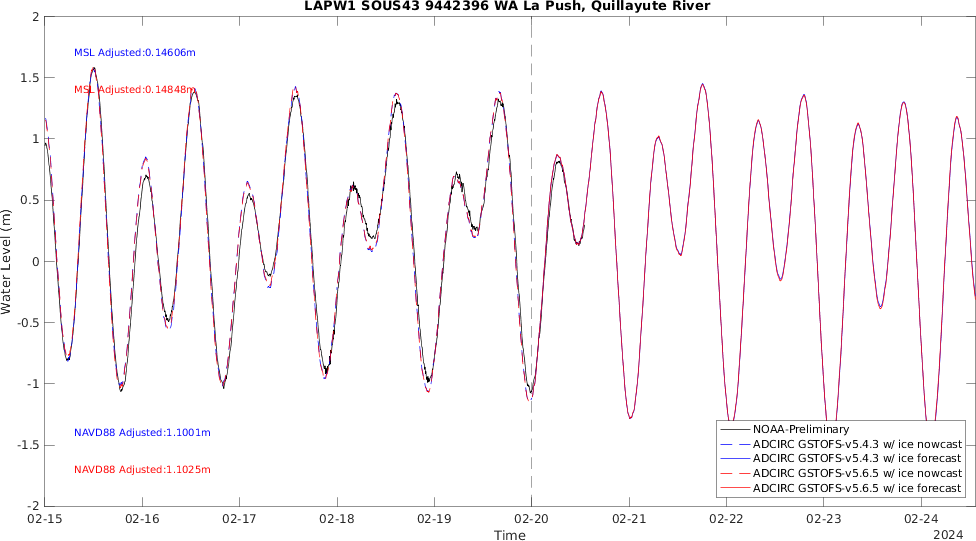 LAPW1 SOUS43 9442396 WA La Push, Quillayute River
2
1.5
1
0.5
0
-0.5
-1
-1.5
-2
Water Level (m)
MSL Adjusted:0.14606m
MSL Adjusted:0.14848m
NAVD88 Adjusted:1.1001m
NAVD88 Adjusted:1.1025m
NOAA-Preliminary
ADCIRC GSTOFS-v5.4.3 w/ ice nowcast
ADCIRC GSTOFS-v5.4.3 w/ ice forecast
ADCIRC GSTOFS-v5.6.5 w/ ice nowcast
ADCIRC GSTOFS-v5.6.5 w/ ice forecast
02-15 02-16 02-17 02-18 02-19 02-20 02-21 02-22 02-23 02-24
Time
2024